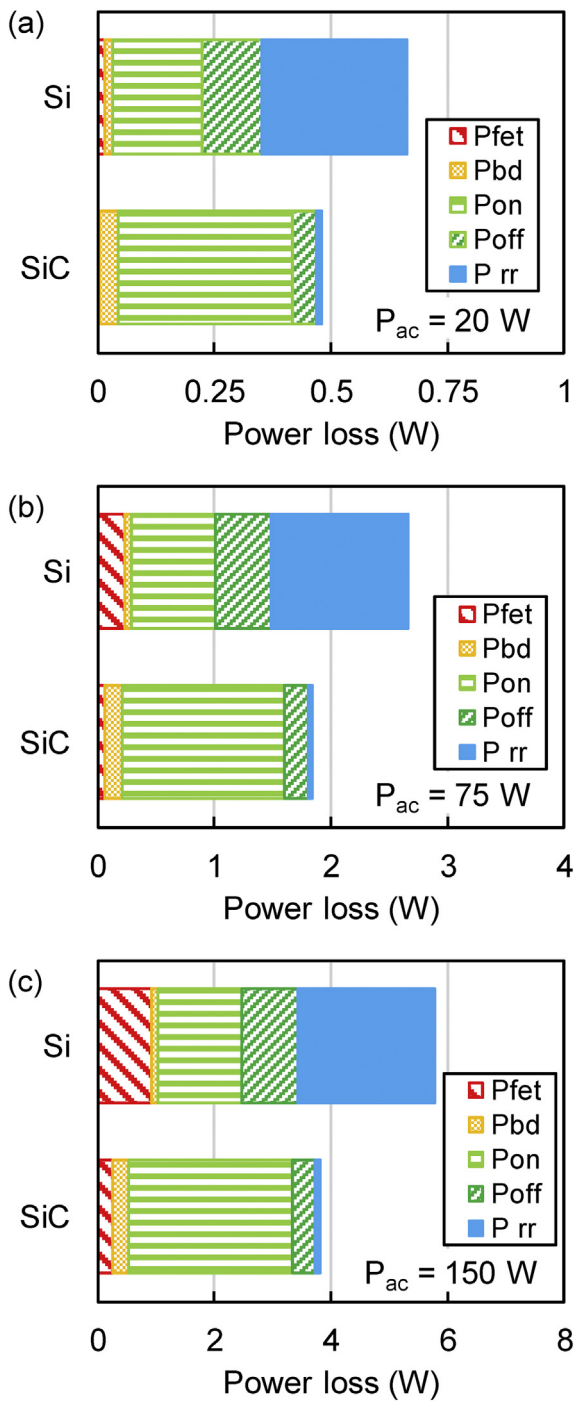 (a)
Si
SiC
Pfet
Pbd
Pon
Poff
P rr
Pac = 20 W
0 0.25 0.5 0.75 1
Power loss (W)
(b)
Si
SiC
Pfet
Pbd
Pon
Poff
P rr
Pac = 75 W
0 1 2 3 4
Power loss (W)
(c)
Si
SiC
Pfet
Pbd
Pon
Poff
P rr
Pac = 150 W
0 2 4 6 8
Power loss (W)